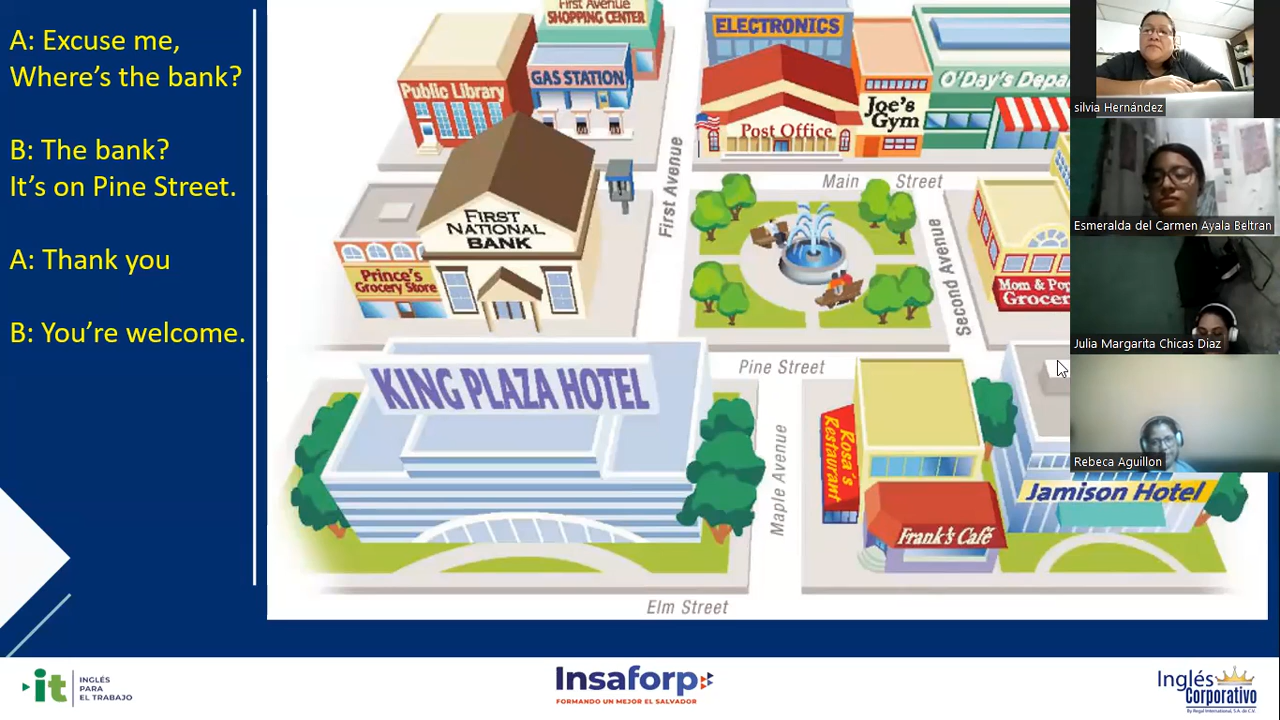 A: Excuse me,
Where's the bank?
B: The bank?
It's on Pine Street.
A: Thank you
B: You're welcome.
First Avenue
SHOPPING CENTER
ELECTRONICS
Public Library
GAS STATION
Post Office
Joe's
Gym
O'Day's Depa
First Avenue
Main Street
FIRST
NATIONAL
BANK
Prince's
Grocery Store
Second Avenue
Mom & Pop
Grocer
KING PLAZA HOTEL
Pine Street
Maple Avenue
Rosa's
Restaurant
Frank's Café
Jamison Hotel
Elm Street
silvia Hernández
Esmeralda del Carmen Ayala Beltran
Julia Margarita Chicas Diaz
Rebeca Aguillon
it
INGLÉS
PARA
EL TRABAJO
Insaforp
FORMANDO UN MEJOR EL SALVADOR
Inglés
Corporativo
By Regal International, S.A. de C.V.